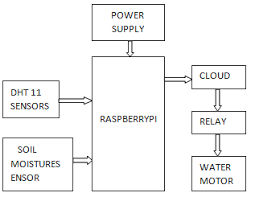 POWER
SUPPLY
DHT 11
SENSORS
SOIL
MOISTURES
ENSOR
RASPBERRYPI
CLOUD
RELAY
WATER
MOTOR